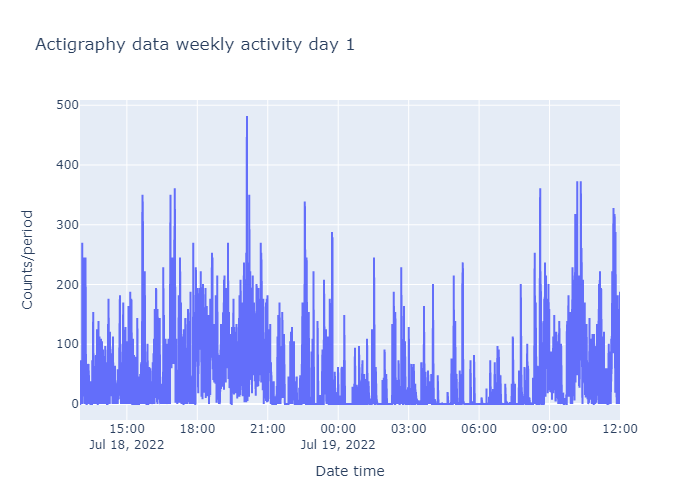 Actigraphy data weekly activity day 1
500
400
300
200
100
0
Counts/period
15:00 18:00 21:00 00:00 03:00 06:00 09:00 12:00
Jul 18, 2022 Jul 19, 2022
Date time